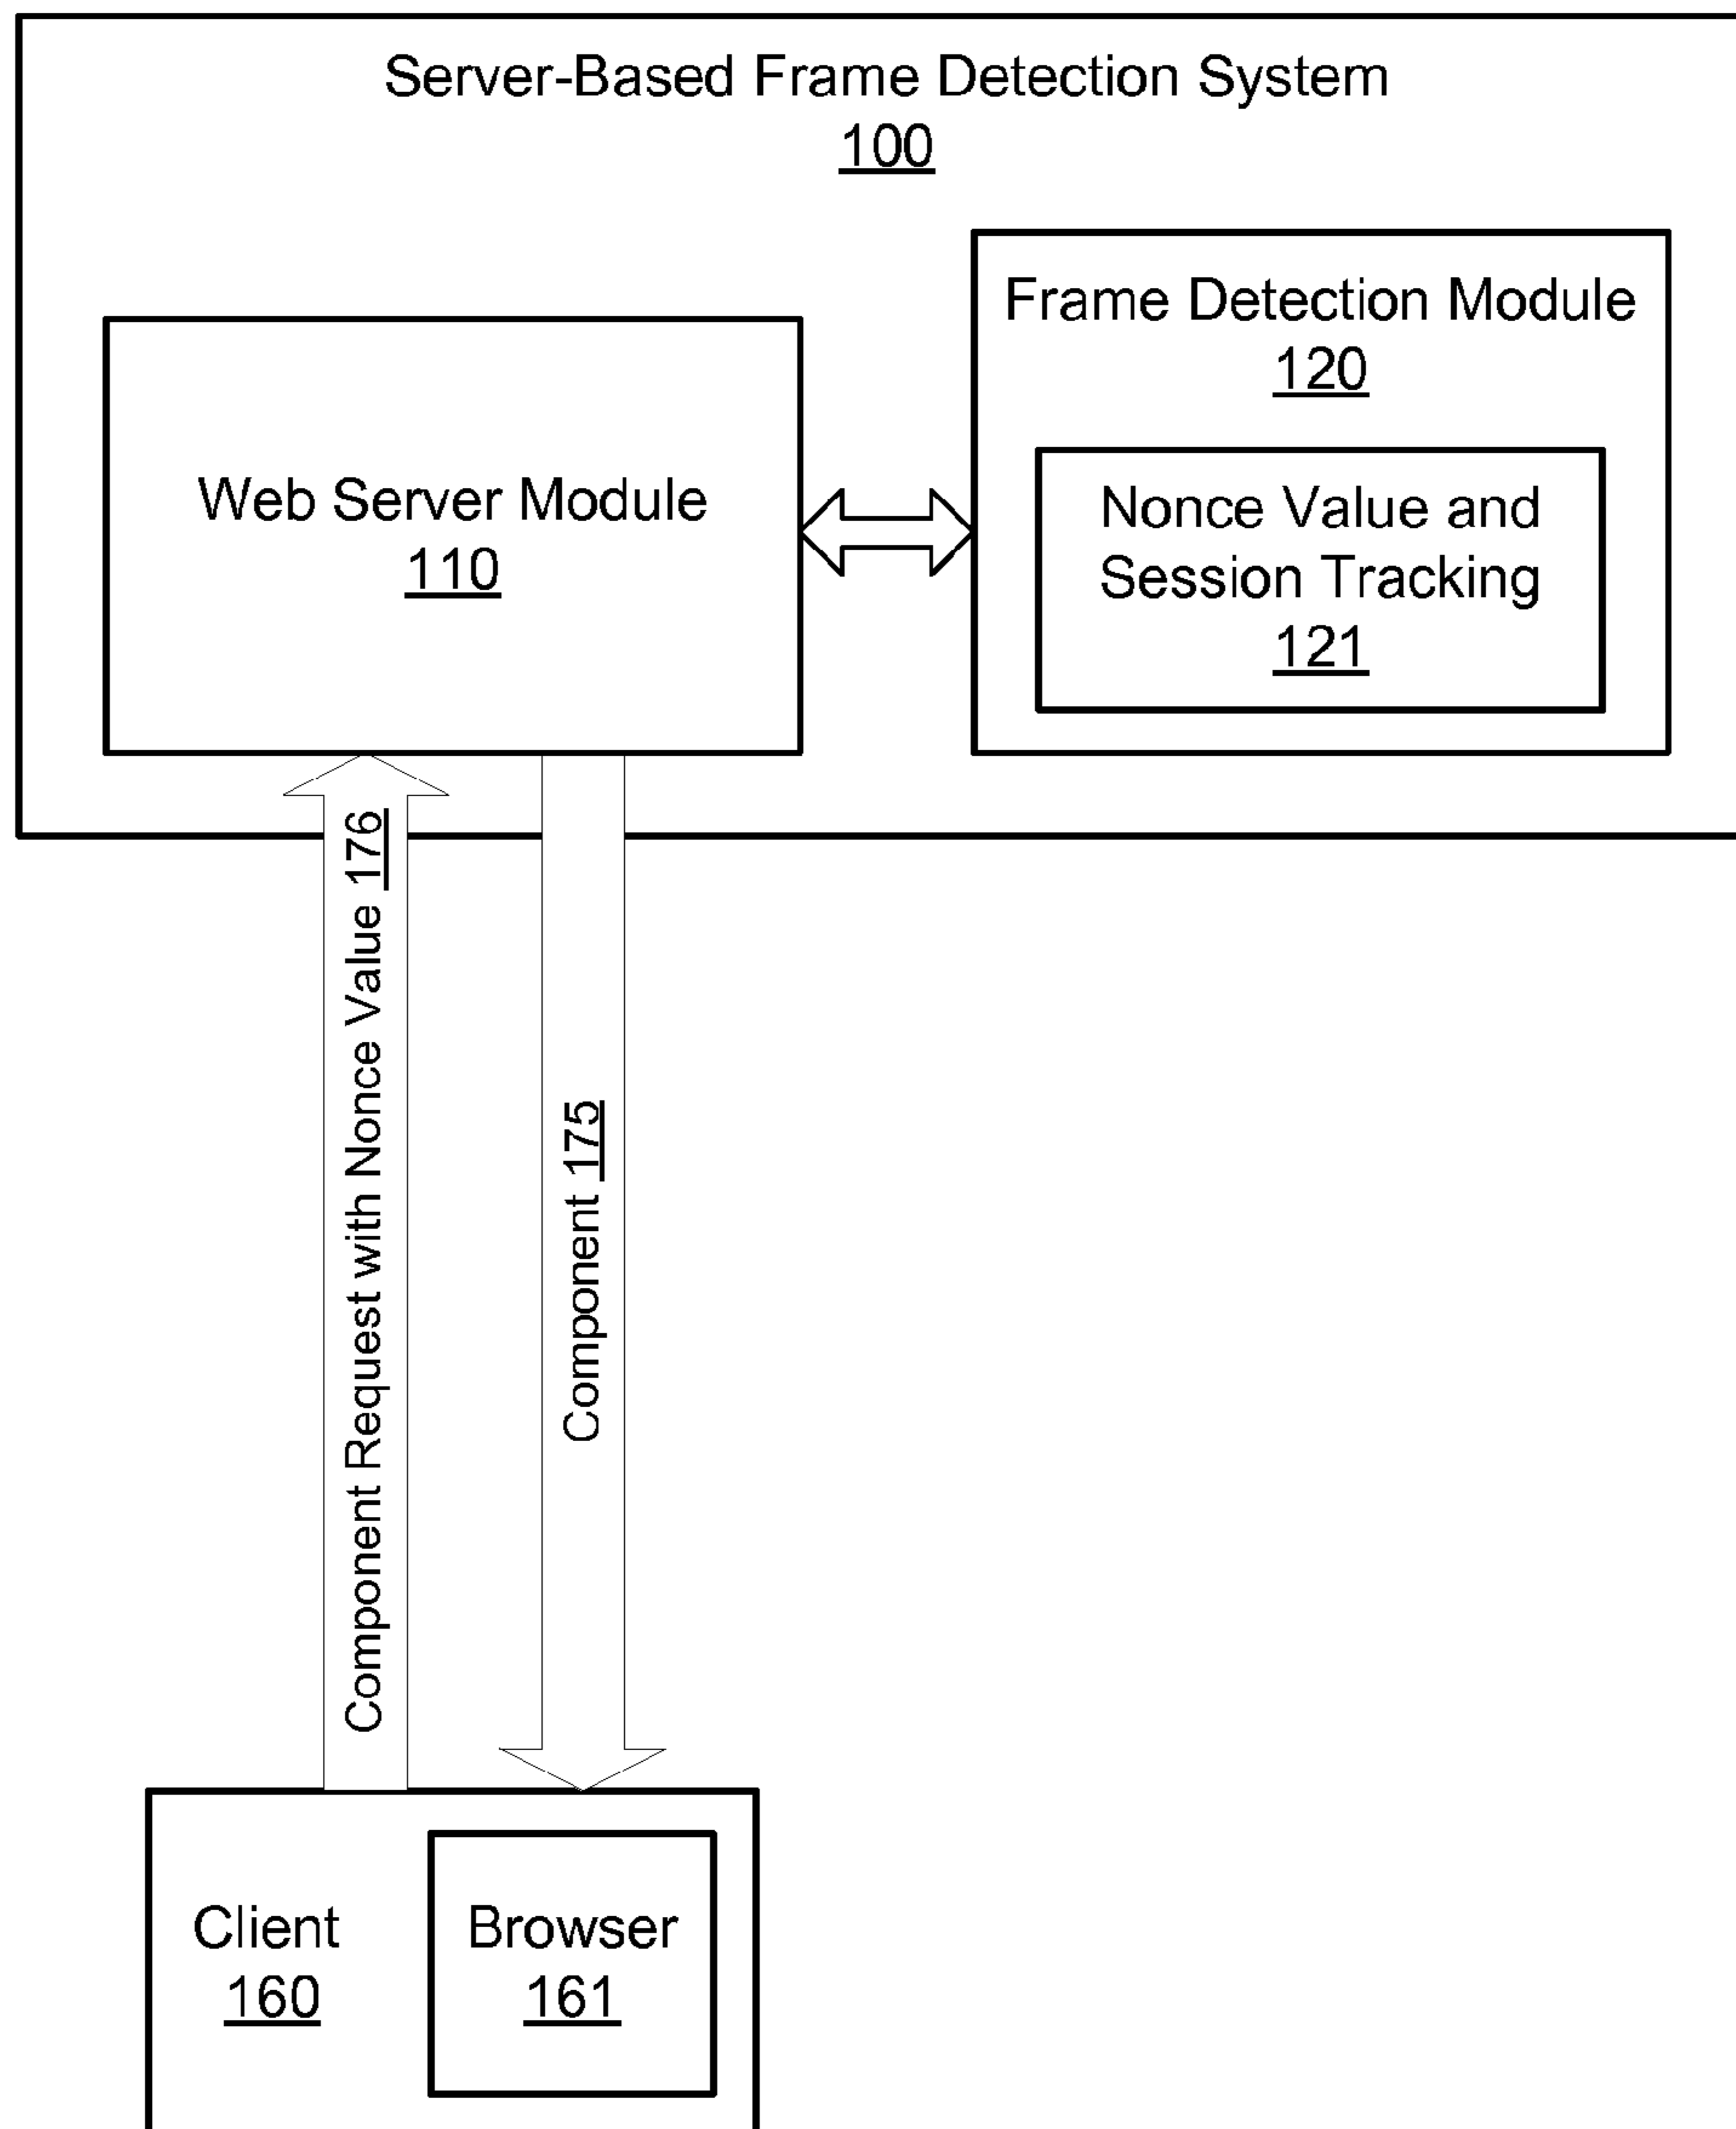 Server-Based Frame Detection System
100
Frame Detection Module
120
Web Server Module
110
Nonce Value and
Session Tracking
121
Component Request with Nonce Value 176
Component 175
Client
160
Browser
161